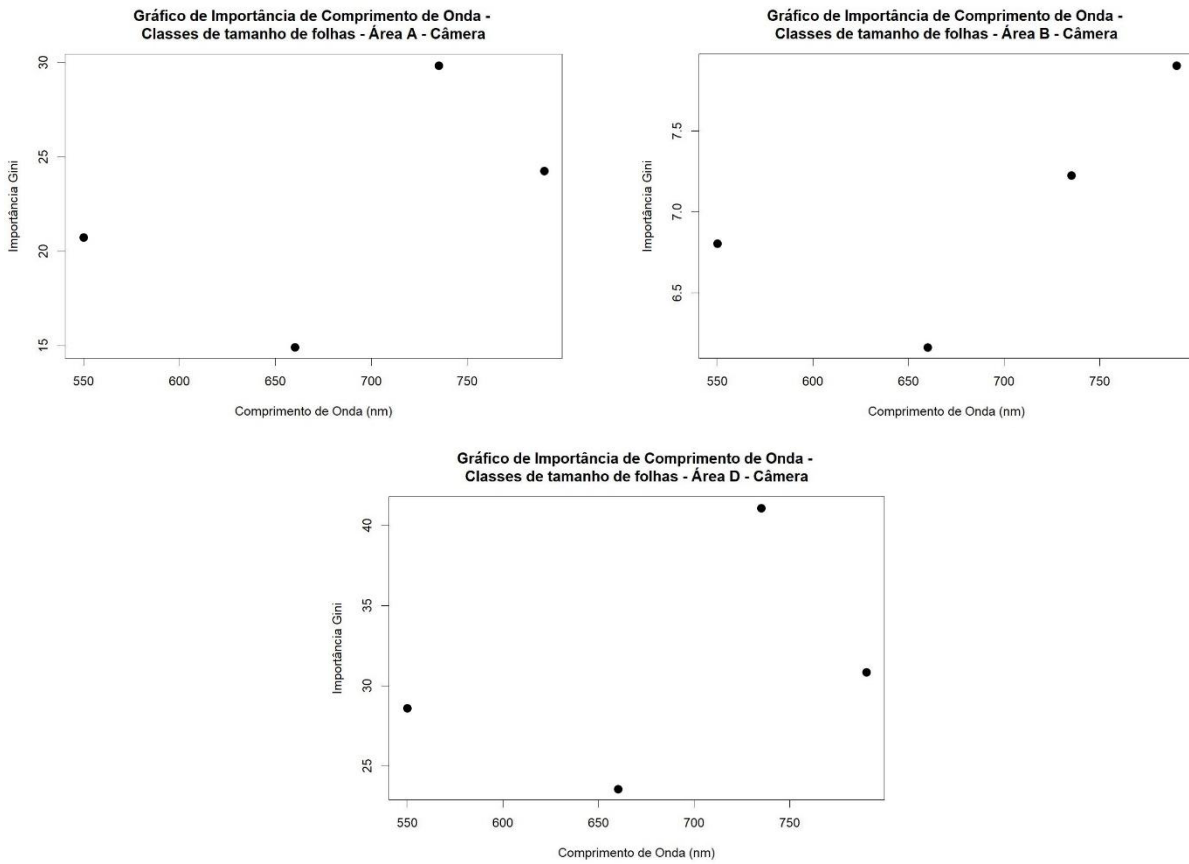 Gráfico de Importância de Comprimento de Onda -
Classes de tamanho de folhas - Área A - Câmera
Importância Gini
30
25
20
15
550 600 650 700 750
Comprimento de Onda (nm)
Gráfico de Importância de Comprimento de Onda -
Classes de tamanho de folhas - Área B - Câmera
Importância Gini
7.5
7.0
6.5
550 600 650 700 750
Comprimento de Onda (nm)
Gráfico de Importância de Comprimento de Onda -
Classes de tamanho de folhas - Área D - Câmera
Importância Gini
40
35
30
25
550 600 650 700 750
Comprimento de Onda (nm)